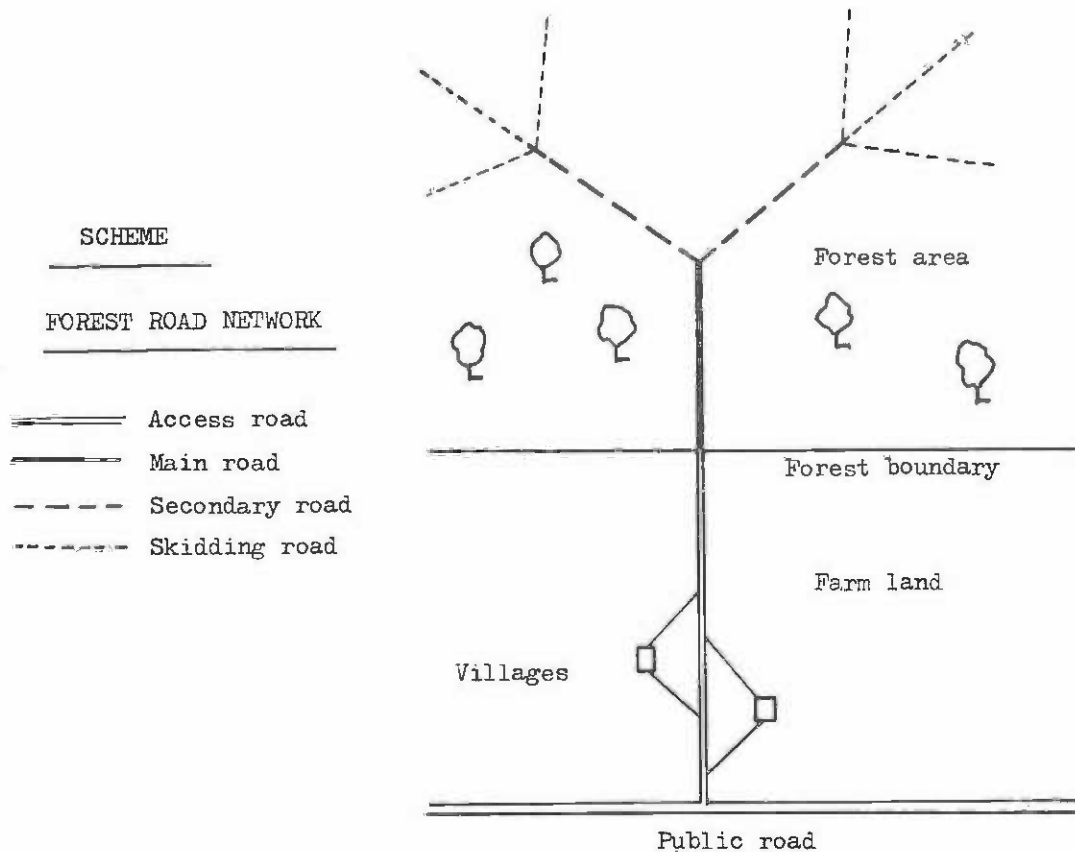 SCHEME
FOREST ROAD NETWORK
Access road
Main road
Secondary road
Skidding road
Forest area
Forest boundary
Farm land
Villages
Public road